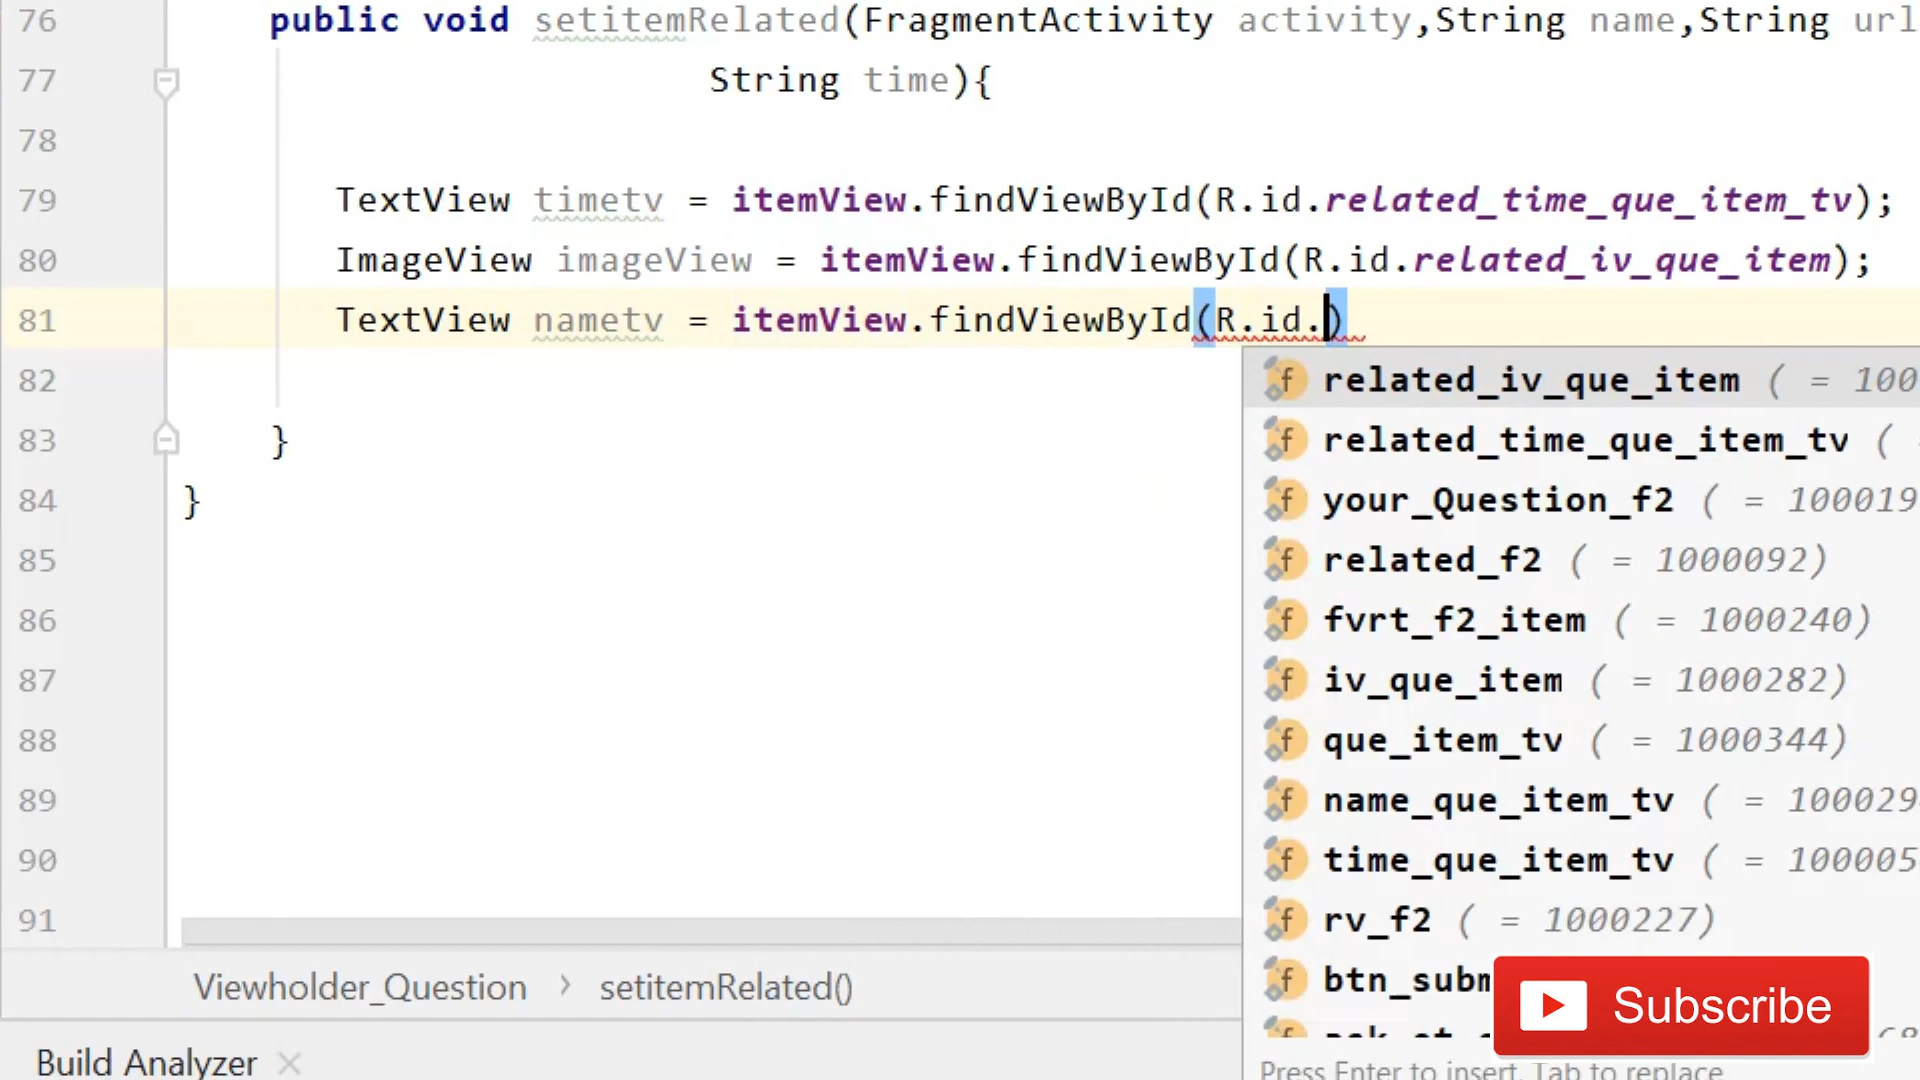 76 public void setitemRelated(FragmentActivity activity,String name,String url
77 String time){
78
79 TextView timetv = itemView.findViewById(R.id.related_time_que_item_tv);
80 ImageView imageView = itemView.findViewById(R.id.related_iv_que_item);
81 TextView nametv = itemView.findViewById(R.id.)
82
83 }
84 }
85
86
87
88
89
90
91
related_iv_que_item ( = 100
related_time_que_item_tv ( =
your_Question_f2 ( = 100019
related_f2 ( = 1000092)
fvrt_f2_item ( = 1000240)
iv_que_item ( = 1000282)
que_item_tv ( = 1000344)
name_que_item_tv ( = 100029
time_que_item_tv ( = 100005
rv_f2 ( = 1000227)
btn_subm
Press Enter to insert, Tab to replace
Subscribe
Viewholder_Question › setitemRelated()
Build Analyzer ×